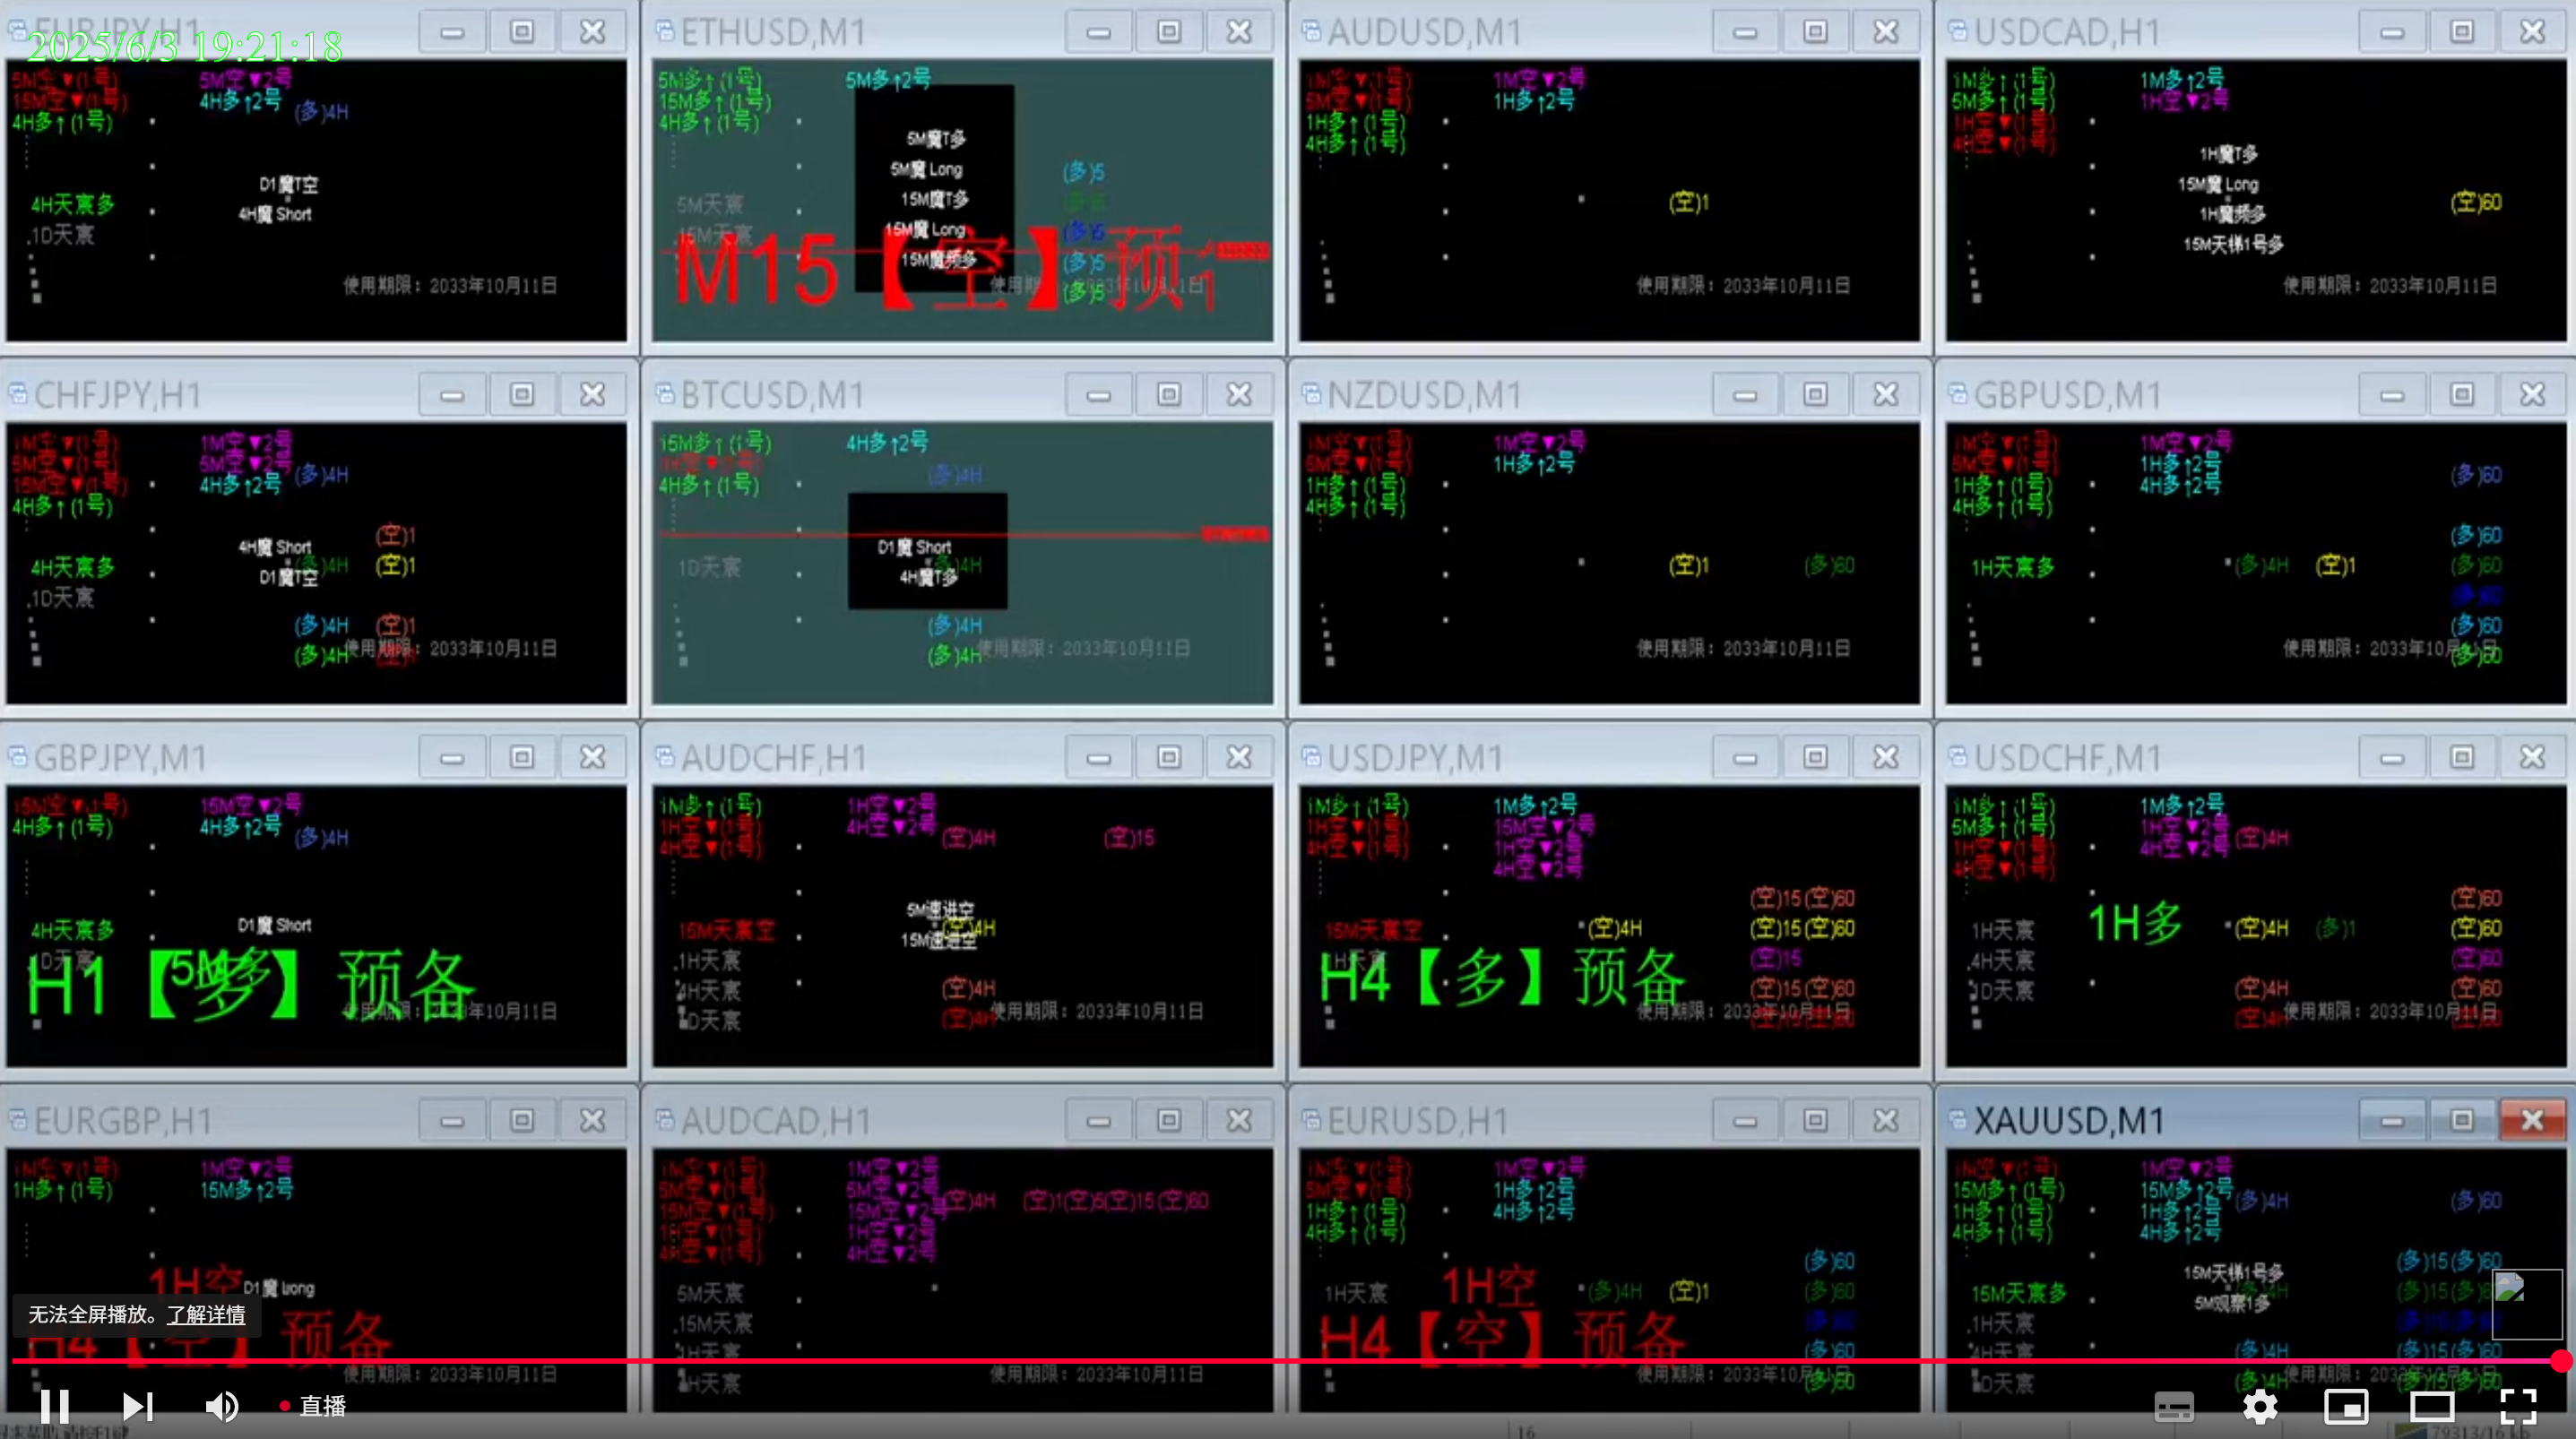 EURJPY,H1
2025/6/3 19:21:18
5M空▼(1号) 5M空▼2号
15M空▼(1号) 4H多↑2号 (多)4H
4H多↑(1号)
D1魔T空
4H天宸多 4H魔 Short
.1D天宸
使用期限：2033年10月11日
ETHUSD,M1
5M多↑(1号) 5M多↑2号
15M多↑(1号)
4H多↑(1号)
5M魔T多
5M魔 Long (多)5
5M天宸 15M魔T多
15M天宸 15M魔 Long (多)15
M15【空】预
15M魔频多 (多)5
(多)5
AUDUSD,M1
1M空▼(1号) 1M空▼2号
5M空▼(1号) 1H多↑2号
1H多↑(1号)
4H多↑(1号)
(空)1
使用期限：2033年10月11日
USDCAD,H1
1M多↑(1号) 1M多↑2号
5M多↑(1号) 1H空▼2号
1H空▼(1号)
4H空▼(1号)
1H魔T多
15M魔 Long
(空)60
1H魔频多
15M天梯1号多
使用期限：2033年10月11日
CHFJPY,H1
1M空▼(1号) 1M空▼2号
5M空▼(1号) 5M空▼2号
15M空▼(1号) 4H多↑2号 (多)4H
4H多↑(1号)
(空)1
4H魔 Short
4H天宸多 (多)4H (空)1
D1魔T空
.1D天宸
(多)4H (空)1
(多)4H
使用期限：2033年10月11日
BTCUSD,M1
15M多↑(1号) 4H多↑2号
(多)4H
4H多↑(1号)
D1魔 Short
1D天宸 (多)4H
4H魔T多
(多)4H
(多)4H
使用期限：2033年10月11日
NZDUSD,M1
1M空▼(1号) 1M空▼2号
5M空▼(1号) 1H多↑2号
1H多↑(1号)
4H多↑(1号)
(空)1 (多)60
使用期限：2033年10月11日
GBPUSD,M1
1M空▼(1号) 1M空▼2号
5M空▼(1号) 1H多↑2号
1H多↑(1号) 4H多↑2号 (多)60
4H多↑(1号)
(多)60
1H天宸多 (多)4H (空)1 (多)60
(多)60
(多)60
(多)60
使用期限：2033年10月11日
GBPJPY,M1
15M空▼(1号) 15M空▼2号
4H多↑(1号) 4H多↑2号 (多)4H
4H天宸多 D1魔 Short
1D天宸
5M多
H1【多】预备
使用期限：2033年10月11日
AUDCHF,H1
1M多↑(1号) 1H空▼2号
1H空▼(1号) 4H空▼2号
4H空▼(1号) (空)4H (空)15
5M速进空
15M天宸空 (空)4H
15M速进空
.1H天宸
4H天宸 (空)4H
D天宸 (空)4H
使用期限：2033年10月11日
USDJPY,M1
1M多↑(1号) 1M多↑2号
1H空▼(1号) 15M空▼2号
4H空▼(1号) 1H空▼2号
4H空▼2号
(空)15(空)60
15M天宸空 (空)4H (空)15(空)60
1H天宸 (空)15
H4【多】预备
(空)15(空)60
使用期限：2033年10月11日
USDCHF,M1
1M多↑(1号) 1M多↑2号
5M多↑(1号) 1H空▼2号
1H空▼(1号) 4H空▼2号 (空)4H
4H空▼(1号)
(空)60
1H天宸 1H多 (空)4H (多)1 (空)60
.4H天宸 (空)60
D天宸 (空)4H (空)60
(空)4H
使用期限：2033年10月11日
EURGBP,H1
1M空▼(1号) 1M空▼2号
1H多↑(1号) 15M多↑2号
1H空
D1魔 Long
无法全屏播放。了解详情
H4【空】预备
使用期限：2033年10月11日
AUDCAD,H1
1M空▼(1号) 1M空▼2号
5M空▼(1号) 5M空▼2号
15M空▼(1号) 15M空▼2号 (空)4H (空)1(空)5(空)15(空)60
1H空▼(1号) 1H空▼2号
4H空▼(1号) 4H空▼2号
5M天宸
.15M天宸
1H天宸
4H天宸
使用期限：2033年10月11日
EURUSD,H1
1M空▼(1号) 1M空▼2号
5M空▼(1号) 1H多↑2号
1H多↑(1号) 4H多↑2号
4H多↑(1号)
(多)60
1H天宸 1H空 (多)4H (空)1 (多)60
H4【空】预备
(多)60
(多)60
使用期限：2033年10月11日
XAUUSD,M1
1M空▼(1号) 1M空▼2号
15M多↑(1号) 15M多↑2号
1H多↑(1号) 1H多↑2号 (多)4H (多)60
4H多↑(1号) 4H多↑2号
(多)15(多)60
15M天梯1号多
15M天宸多
5M观察1多
.1H天宸
4H天宸 (多)4H (多)15(多)60
D天宸 (多)4H
使用期限：2033年10月11日
直播
16